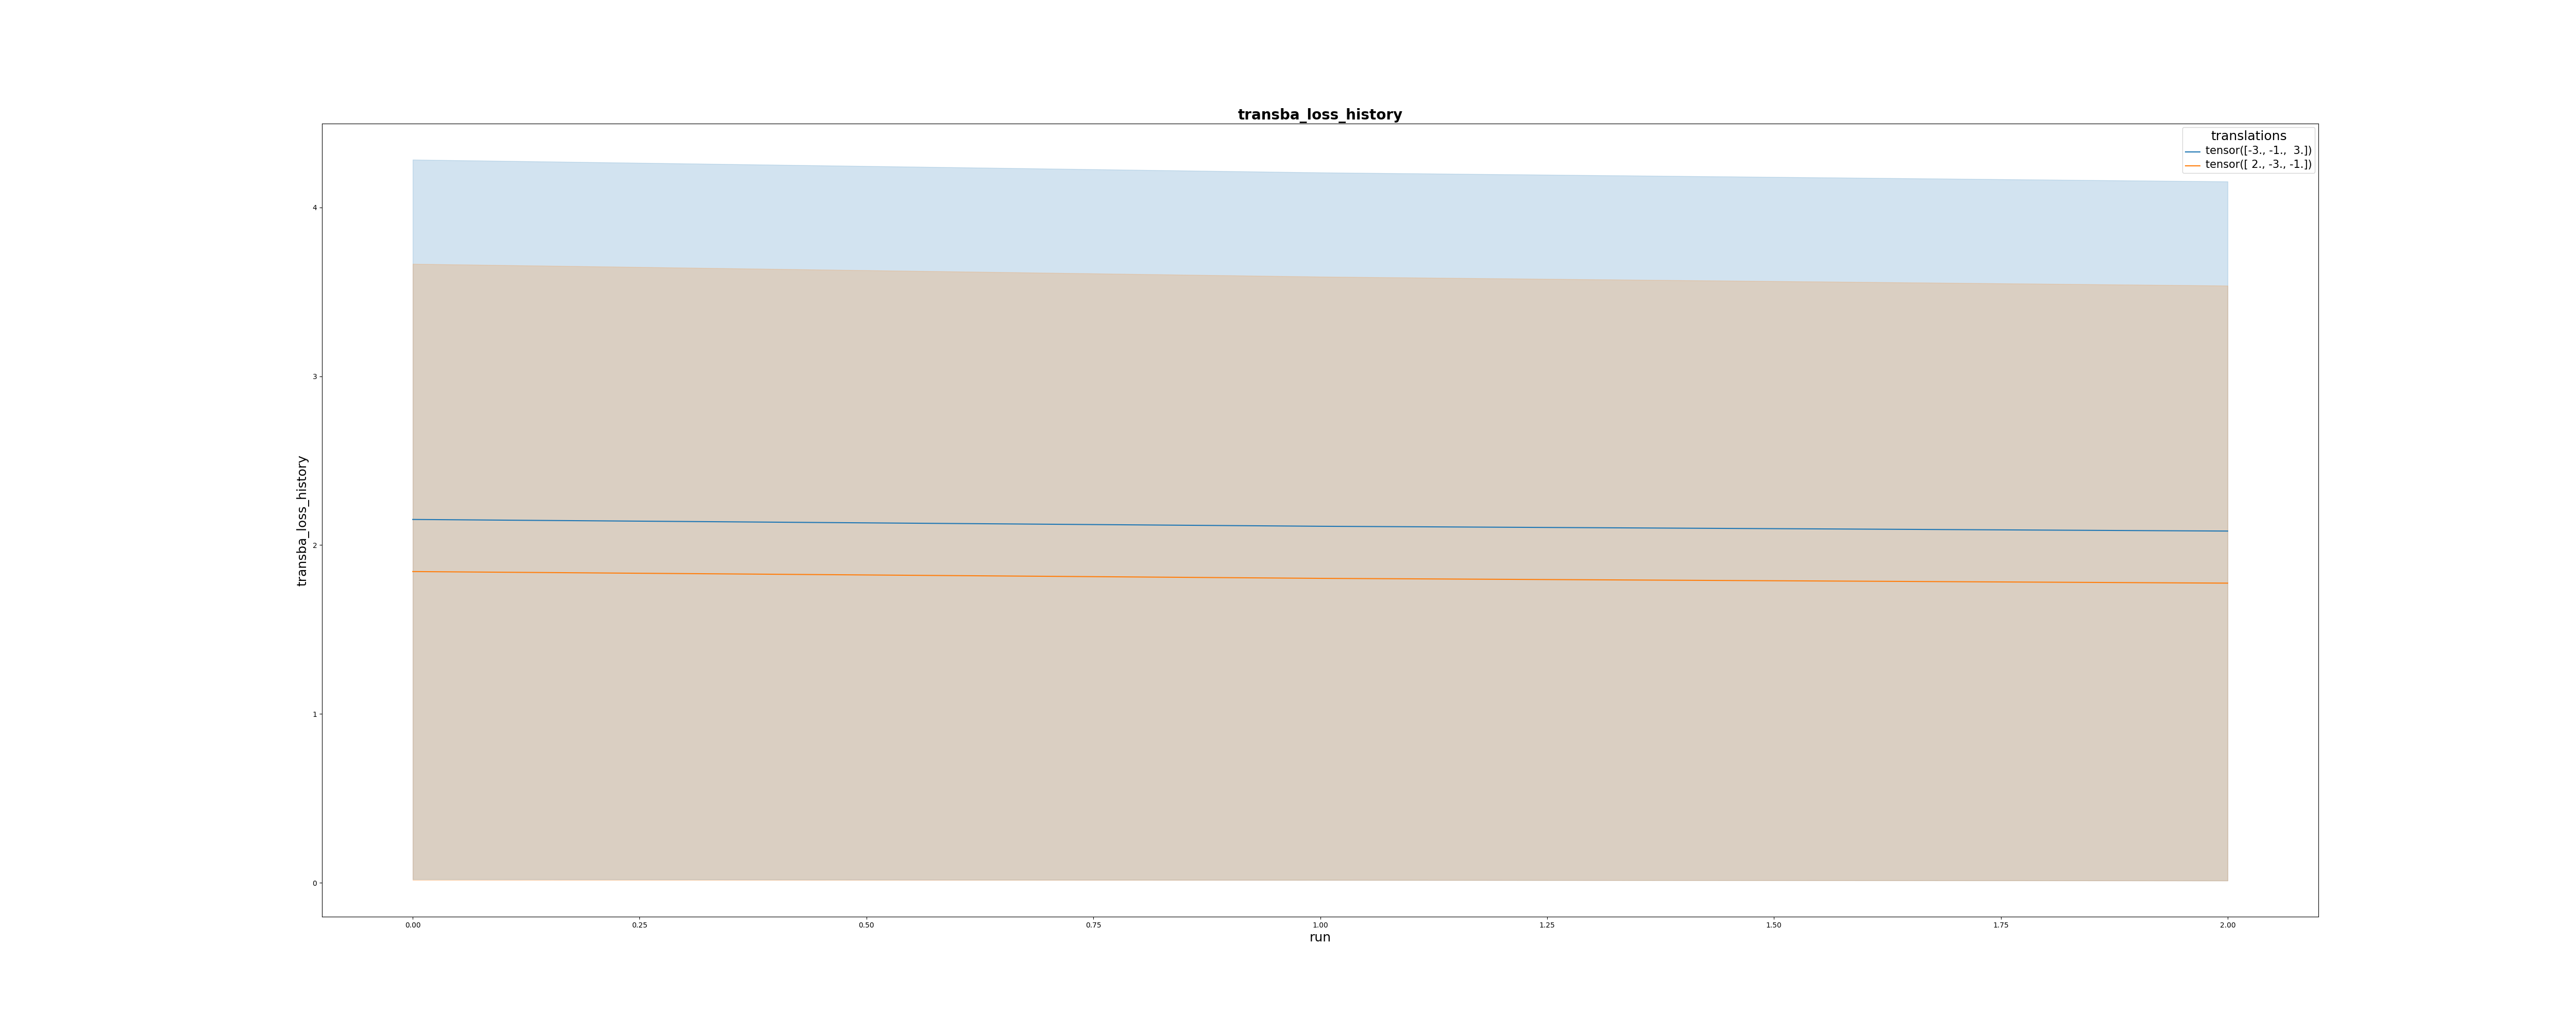 transba_loss_history
translations
tensor([-3., -1.,  3.])
tensor([ 2., -3., -1.])
transba_loss_history
4
3
2
1
0
0.00 0.25 0.50 0.75 1.00 1.25 1.50 1.75 2.00
run